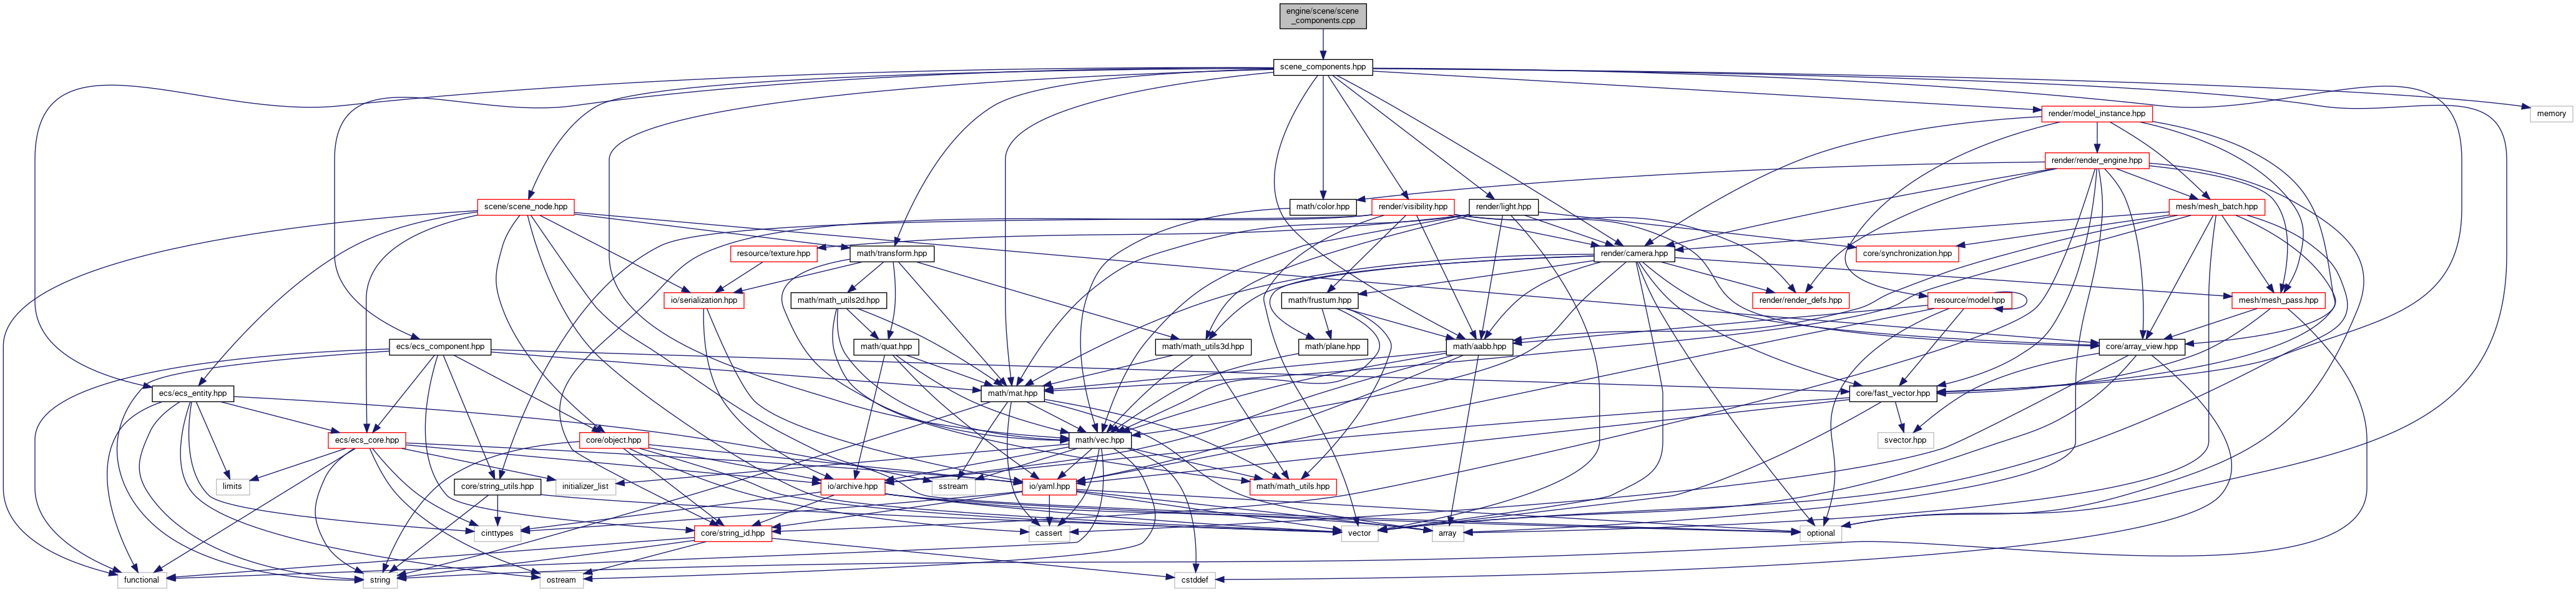 engine/scene/scene
_components.cpp
scene_components.hpp
render/model_instance.hpp
memory
render/render_engine.hpp
scene/scene_node.hpp
math/color.hpp
render/visibility.hpp
render/light.hpp
mesh/mesh_batch.hpp
resource/texture.hpp
math/transform.hpp
render/camera.hpp
core/synchronization.hpp
io/serialization.hpp
math/math_utils2d.hpp
math/frustum.hpp
render/render_defs.hpp
resource/model.hpp
mesh/mesh_pass.hpp
ecs/ecs_component.hpp
math/quat.hpp
math/math_utils3d.hpp
math/plane.hpp
math/aabb.hpp
core/array_view.hpp
ecs/ecs_entity.hpp
math/mat.hpp
core/fast_vector.hpp
ecs/ecs_core.hpp
core/object.hpp
math/vec.hpp
svector.hpp
limits
core/string_utils.hpp
initializer_list
io/archive.hpp
sstream
io/yaml.hpp
math/math_utils.hpp
cinttypes
core/string_id.hpp
cassert
vector
array
optional
functional
string
ostream
cstddef